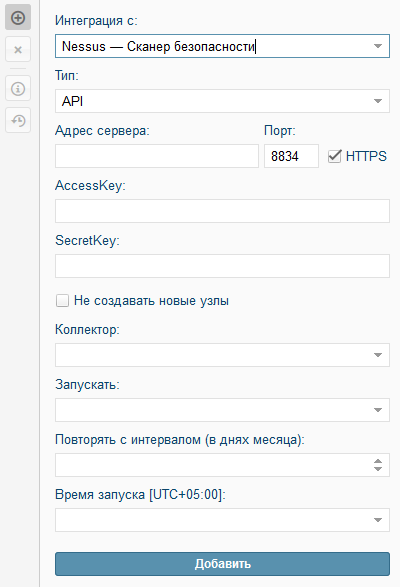 Интеграция с:
Nessus — Сканер безопасности
Тип:
API
Адрес сервера: Порт:
8834 HTTPS
AccessKey:
SecretKey:
Не создавать новые узлы
Коллектор:
Запускать:
Повторять с интервалом (в днях месяца):
Время запуска [UTC+05:00]:
Добавить